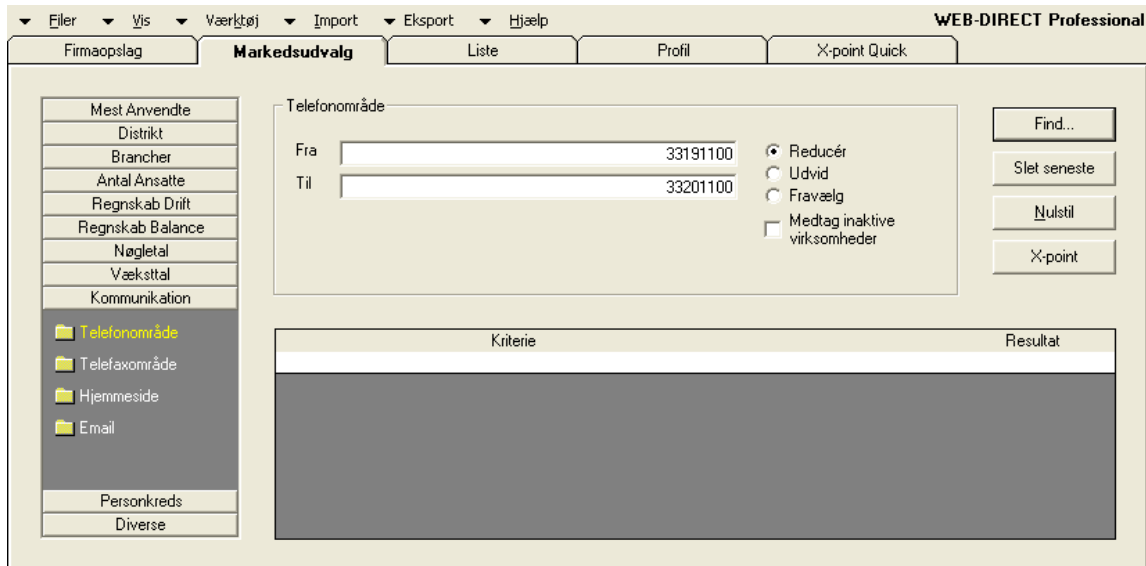 Filer Vis Værktøj Import Eksport Hjælp WEB-DIRECT Professional
Firmaopslag Markedsudvalg Liste Profil X-point Quick
Mest Anvendte
Distrikt
Brancher
Antal Ansatte
Regnskab Drift
Regnskab Balance
Nøgletal
Væksttal
Kommunikation
Telefonområde
Telefaxområde
Hjemmeside
Email
Personkreds
Diverse
Telefonområde
Fra 33191100
Til 33201100
Reducér
Udvid
Fravælg
Medtag inaktive
virksomheder
Find...
Slet seneste
Nulstil
X-point
Kriterie Resultat